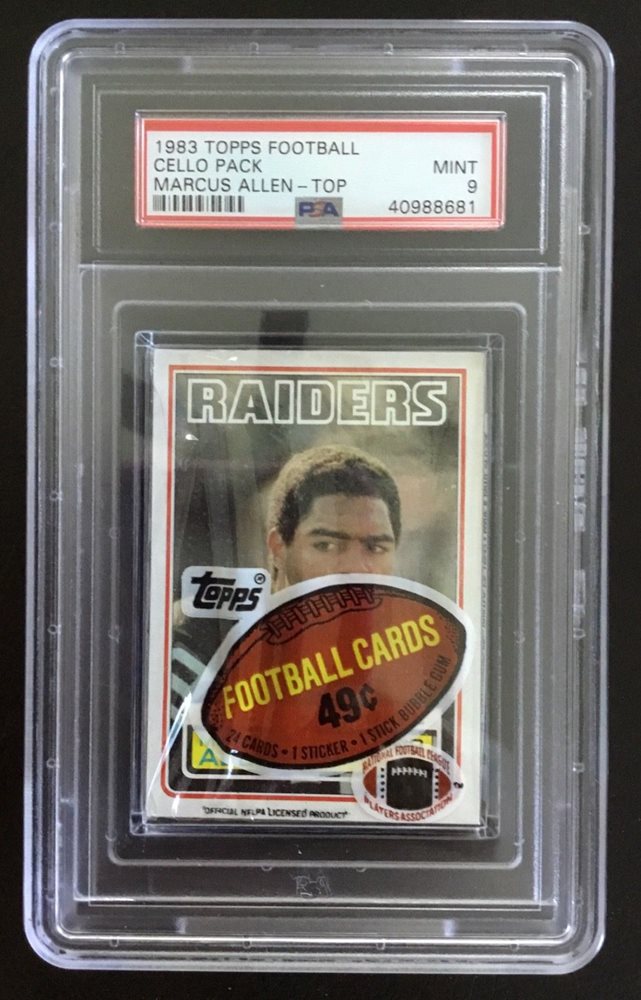 1983 TOPPS FOOTBALL
CELLO PACK MINT
MARCUS ALLEN – TOP 9
PSA 40988681
RAIDERS
TOPPS ®
FOOTBALL CARDS
49¢
24 CARDS • 1 STICKER • 1 STICK BUBBLE GUM
NATIONAL FOOTBALL LEAGUE
PLAYERS ASSOCIATION ™
"OFFICIAL NFLPA LICENSED PRODUCT"